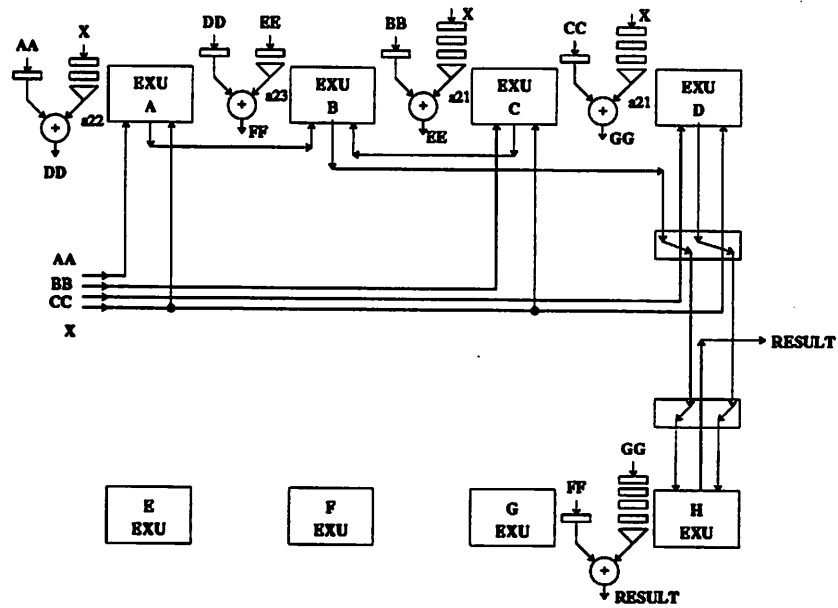 AA
X
DD
EE
BB
X
CC
X
EXU
A
EXU
B
EXU
C
EXU
D
a22
a23
a21
a21
DD
FF
EE
GG
AA
BB
CC
X
RESULT
GG
E
EXU
F
EXU
G
EXU
FF
H
EXU
RESULT